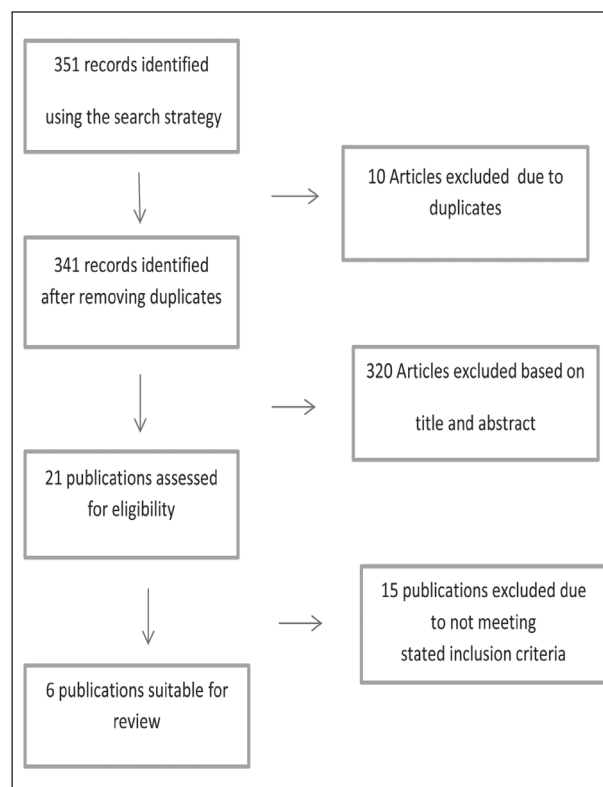 351 records identified
using the search strategy
10 Articles excluded due to
duplicates
341 records identified
after removing duplicates
320 Articles excluded based on
title and abstract
21 publications assessed
for eligibility
15 publications excluded due
to not meeting
stated inclusion criteria
6 publications suitable for
review